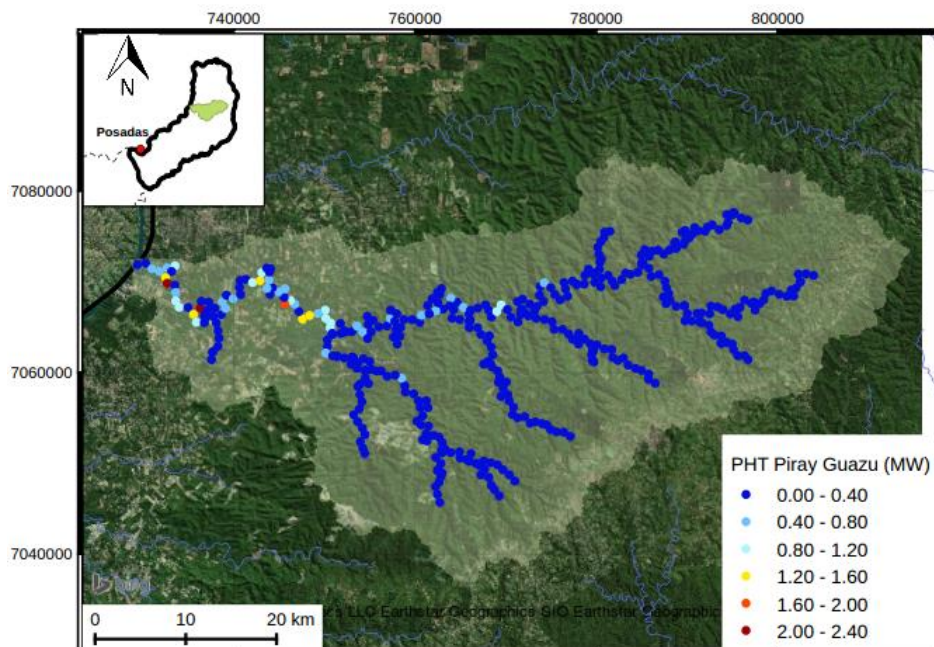 740000 760000 780000 800000
N
Posadas
7080000
7060000
7040000
PHT Piray Guazu (MW)
0.00 - 0.40
0.40 - 0.80
0.80 - 1.20
1.20 - 1.60
1.60 - 2.00
2.00 - 2.40
bing
LLC Earthstar Geographics SIO Earthstar Geographic
0 10 20 km